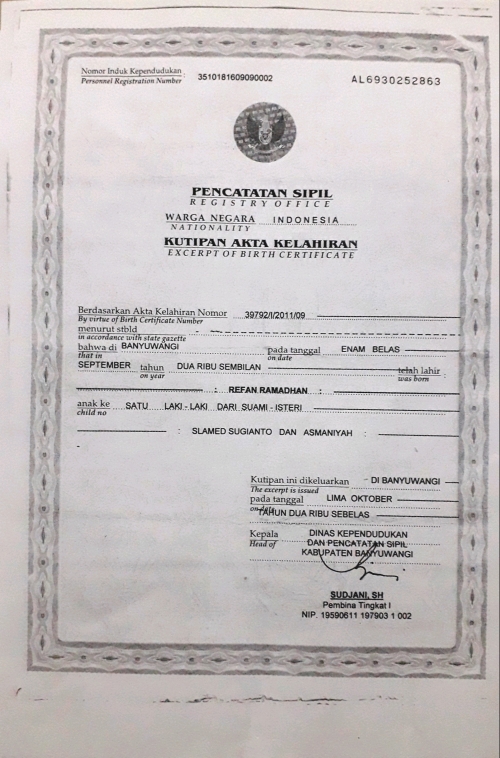 Nomor Induk Kependudukan : 3510181609090002
Personnel Registration Number
AL6930252863
PENCATATAN SIPIL
REGISTRY OFFICE
WARGA NEGARA INDONESIA
NATIONALITY
KUTIPAN AKTA KELAHIRAN
EXCERPT OF BIRTH CERTIFICATE
Berdasarkan Akta Kelahiran Nomor 39792/I/2011/09
By virtue of Birth Certificate Number
menurut stbld
in accordance with state gazette
bahwa di BANYUWANGI pada tanggal ENAM BELAS
that in on date
SEPTEMBER tahun DUA RIBU SEMBILAN telah lahir :
on year was born
: REFAN RAMADHAN :
anak ke SATU LAKI - LAKI DARI SUAMI - ISTERI
child no
: SLAMED SUGIANTO DAN ASMANIYAH :
Kutipan ini dikeluarkan - DI BANYUWANGI
The excerpt is issued
pada tanggal LIMA OKTOBER
on date
TAHUN DUA RIBU SEBELAS
Kepala DINAS KEPENDUDUKAN
Head of DAN PENCATATAN SIPIL
KABUPATEN BANYUWANGI
SUDJANI, SH
Pembina Tingkat I
NIP. 19590611 197903 1 002